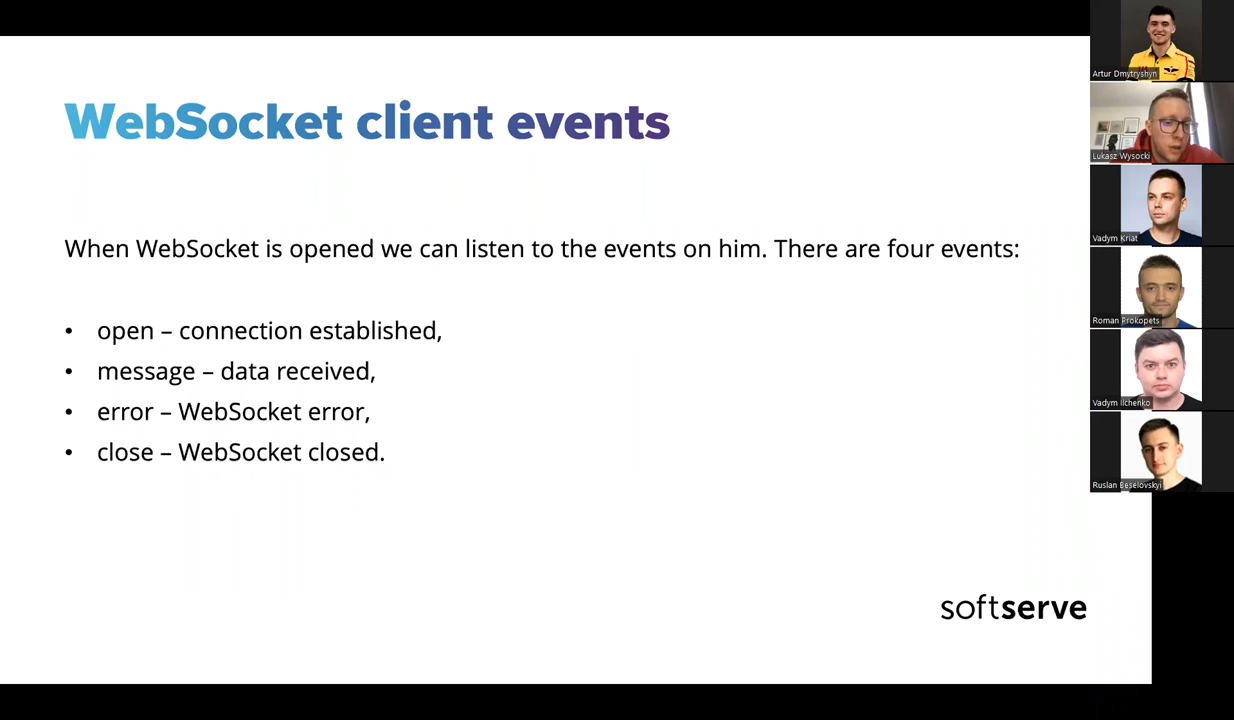 WebSocket client events
When WebSocket is opened we can listen to the events on him. There are four events:
• open – connection established,
• message – data received,
• error – WebSocket error,
• close – WebSocket closed.
softserve
Artur Dmytryshyn
Lukasz Wysocki
Vadym Kriat
Roman Prokopets
Vadym Ilchenko
Ruslan Beselovskyi